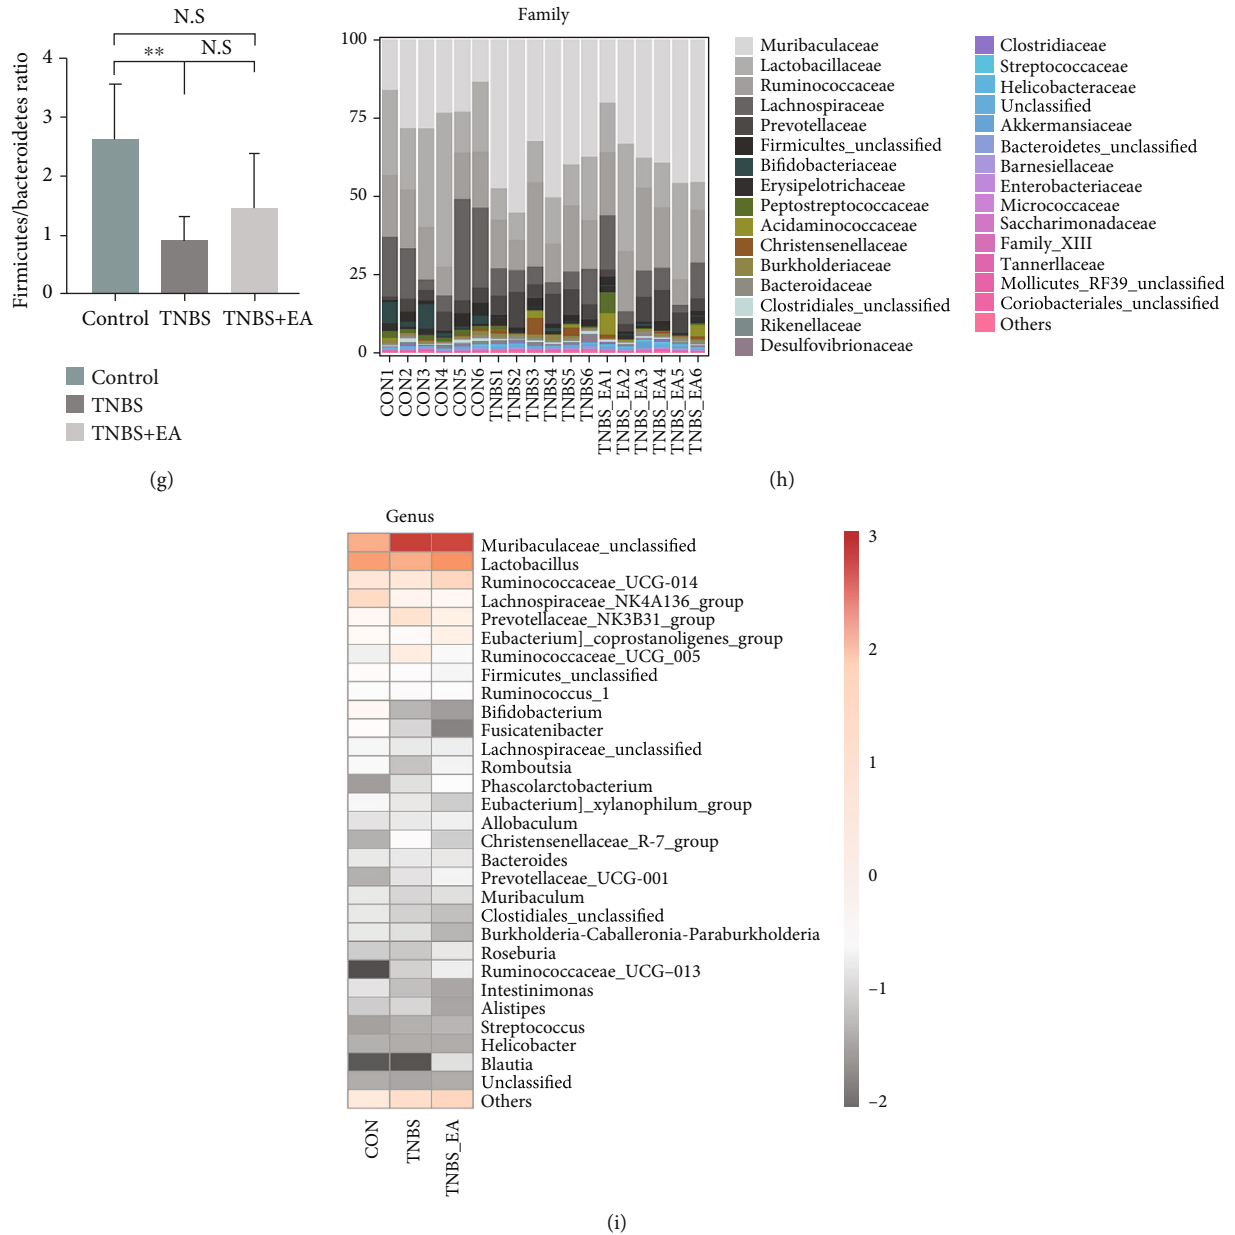 N.S
** N.S
Firmicutes/bacteroidetes ratio
4
3
2
1
0
Control TNBS TNBS+EA
Control
TNBS
TNBS+EA
(g)
Family
100
75
50
25
0
CON1
CON2
CON3
CON4
CON5
CON6
TNBS1
TNBS2
TNBS3
TNBS4
TNBS5
TNBS6
TNBS_EA1
TNBS_EA2
TNBS_EA3
TNBS_EA4
TNBS_EA5
TNBS_EA6
Muribaculaceae
Lactobacillaceae
Ruminococcaceae
Lachnospiraceae
Prevotellaceae
Firmicultes_unclassified
Bifidobacteriaceae
Erysipelotrichaceae
Peptostreptococcaceae
Acidaminococcaceae
Christensenellaceae
Burkholderiaceae
Bacteroidaceae
Clostridiales_unclassified
Rikenellaceae
Desulfovibrionaceae
Clostridiaceae
Streptococcaceae
Helicobacteraceae
Unclassified
Akkermansiaceae
Bacteroidetes_unclassified
Barnesiellaceae
Enterobacteriaceae
Micrococcaceae
Saccharimonadaceae
Family_XIII
Tannerllaceae
Mollicutes_RF39_unclassified
Coriobacteriales_unclassified
Others
(h)
Genus
Muribaculaceae_unclassified
Lactobacillus
Ruminococcaceae_UCG-014
Lachnospiraceae_NK4A136_group
Prevotellaceae_NK3B31_group
Eubacterium]_coprostanoligenes_group
Ruminococcaceae_UCG_005
Firmicutes_unclassified
Ruminococcus_1
Bifidobacterium
Fusicatenibacter
Lachnospiraceae_unclassified
Romboutsia
Phascolarctobacterium
Eubacterium]_xylanophilum_group
Allobaculum
Christensenellaceae_R-7_group
Bacteroides
Prevotellaceae_UCG-001
Muribaculum
Clostidiales_unclassified
Burkholderia-Caballeronia-Paraburkholderia
Roseburia
Ruminococcaceae_UCG–013
Intestinimonas
Alistipes
Streptococcus
Helicobacter
Blautia
Unclassified
Others
CON
TNBS
TNBS_EA
3
2
1
0
–1
–2
(i)